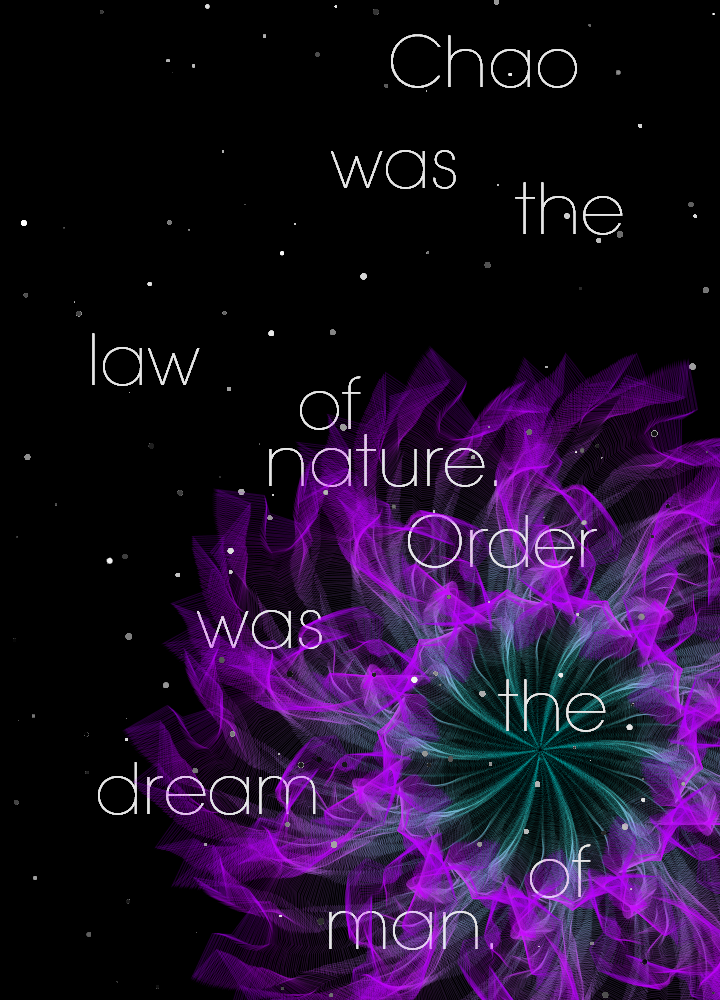 Chao
was
the
law
of
nature.
Order
was
the
dream
of
man.